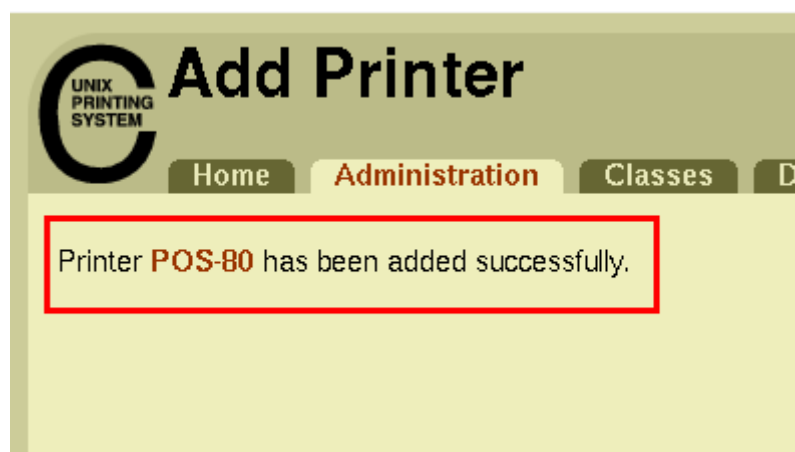 UNIX
PRINTING
SYSTEM
Add Printer
Home Administration Classes D
Printer POS-80 has been added successfully.